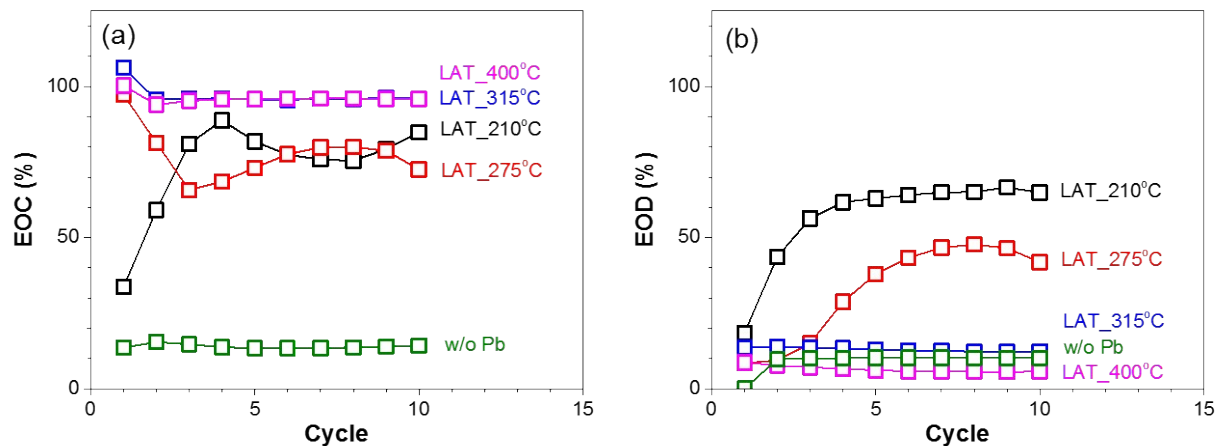 (a)
EOC (%)
100
50
0
0
5
10
15
Cycle
LAT_400°C
LAT_315°C
LAT_210°C
LAT_275°C
w/o Pb
(b)
EOD (%)
100
50
0
0
5
10
15
Cycle
LAT_210°C
LAT_275°C
LAT_315°C
w/o Pb
LAT_400°C